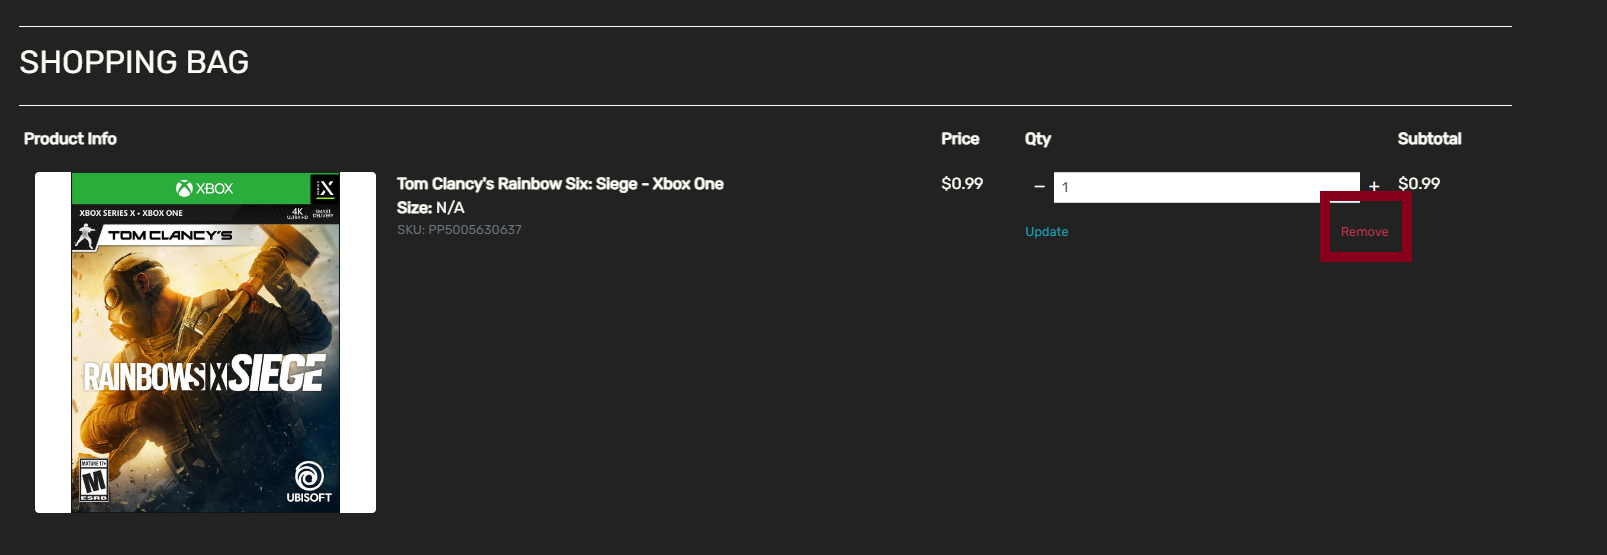 SHOPPING BAG
Product Info Price Qty Subtotal
Tom Clancy's Rainbow Six: Siege - Xbox One $0.99 − 1 + $0.99
Size: N/A
SKU: PP5005630637
Update Remove
XBOX X
XBOX SERIES X • XBOX ONE 4K ULTRA HD SMART DELIVERY
TOM CLANCY'S
RAINBOWSIX SIEGE
MATURE 17+
M
ESRB
UBISOFT